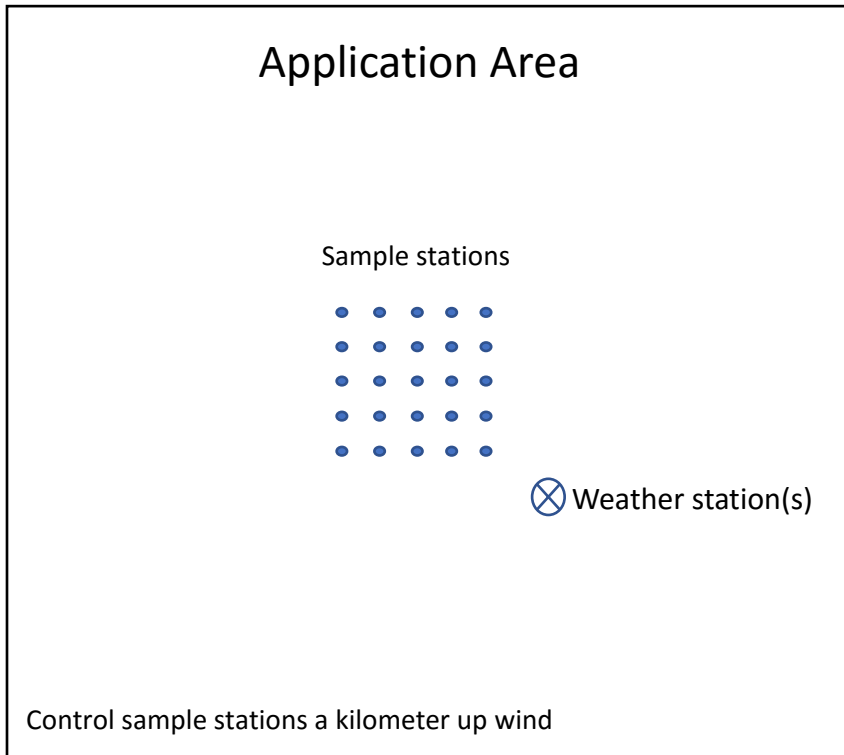 Application Area
Sample stations
Weather station(s)
Control sample stations a kilometer up wind